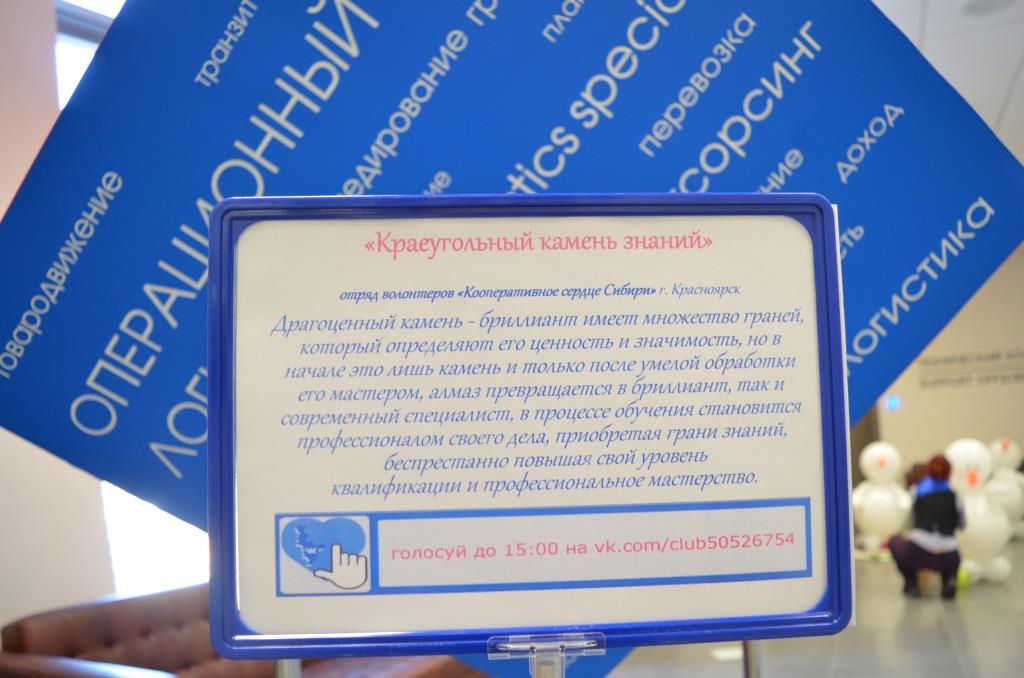 транзит
товародвижение
ОПЕРАЦИОННЫЙ
tics specia
перевозка
доход
ЛОГИСТИКА
«Краеугольный камень знаний»
отряд волонтеров «Кооперативное сердце Сибири» г. Красноярск
Драгоценный камень - бриллиант имеет множество граней,
который определяют его ценность и значимость, но в
начале это лишь камень и только после умелой обработки
его мастером, алмаз превращается в бриллиант, так и
современный специалист, в процессе обучения становится
профессионалом своего дела, приобретая грани знаний,
беспрестанно повышая свой уровень
квалификации и профессиональное мастерство.
голосуй до 15:00 на vk.com/club50526754